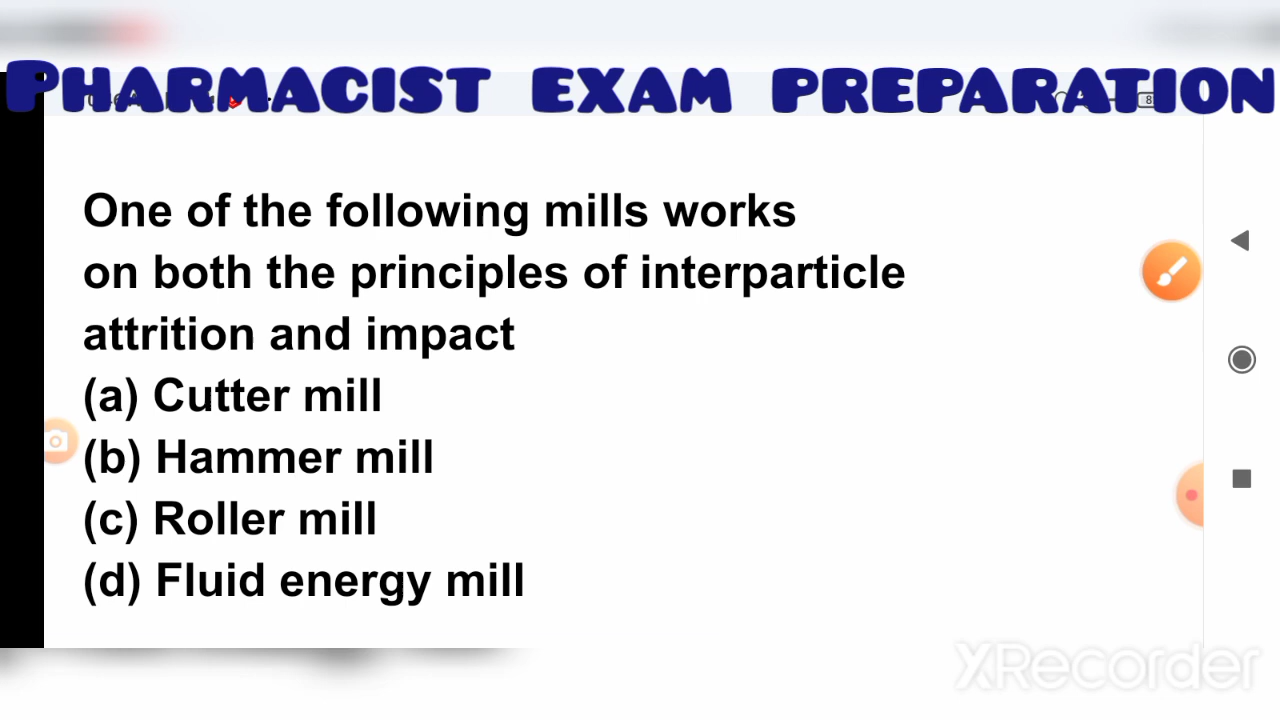 PHARMACIST EXAM PREPARATION
One of the following mills works
on both the principles of interparticle
attrition and impact
(a) Cutter mill
(b) Hammer mill
(c) Roller mill
(d) Fluid energy mill
XRecorder